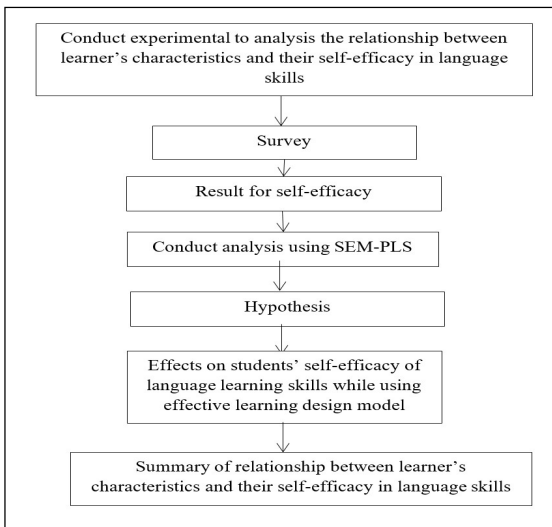 Conduct experimental to analysis the relationship between
learner's characteristics and their self-efficacy in language
skills
Survey
Result for self-efficacy
Conduct analysis using SEM-PLS
Hypothesis
Effects on students' self-efficacy of
language learning skills while using
effective learning design model
Summary of relationship between learner's
characteristics and their self-efficacy in language skills